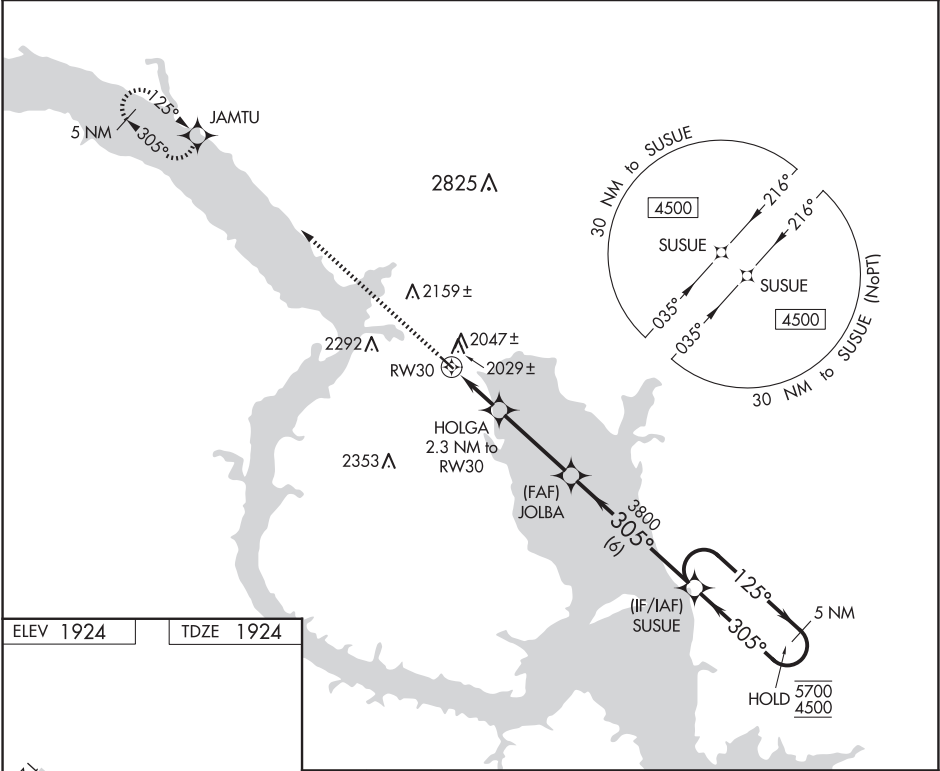 125°
JAMTU
5 NM
305°
2825
30 NM to SUSUE
4500
216°
216°
SUSUE
SUSUE
4500
035°
035°
30 NM to SUSUE (NoPT)
2159±
2292
2047±
2029±
RW30
HOLGA
2.3 NM to
RW30
2353
(FAF)
JOLBA
3800
305°
(6)
125°
(IF/IAF)
SUSUE
5 NM
305°
HOLD 5700
4500
ELEV 1924
TDZE 1924